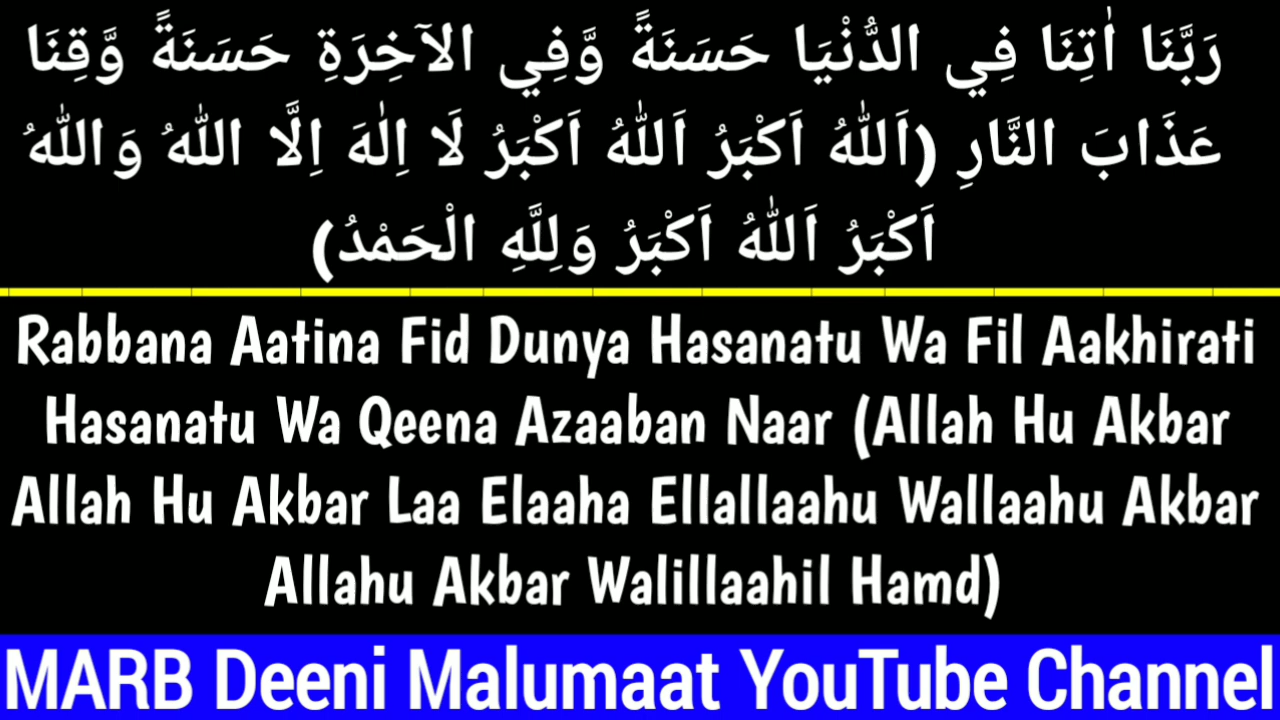 رَبَّنَا اٰتِنَا فِي الدُّنْيَا حَسَنَةً وَّفِي الآخِرَةِ حَسَنَةً وَّقِنَا
عَذَابَ النَّارِ (اَللّٰهُ اَكْبَرُ اَللّٰهُ اَكْبَرُ لَا اِلٰهَ اِلَّا اللّٰهُ وَاللّٰهُ
اَكْبَرُ اَللّٰهُ اَكْبَرُ وَلِلَّهِ الْحَمْدُ)
Rabbana Aatina Fid Dunya Hasanatu Wa Fil Aakhirati
Hasanatu Wa Qeena Azaaban Naar (Allah Hu Akbar
Allah Hu Akbar Laa Elaaha Ellallaahu Wallaahu Akbar
Allahu Akbar Walillaahil Hamd)
MARB Deeni Malumaat YouTube Channel